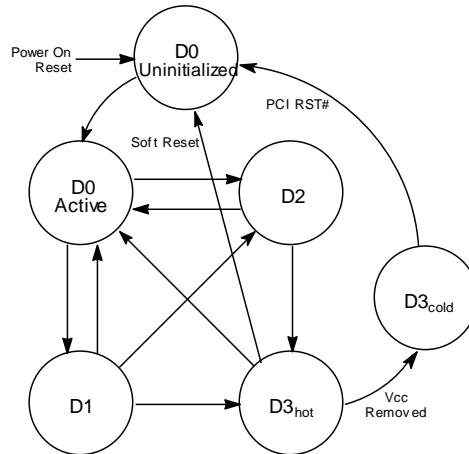 D0
Uninitialized
Power On
Reset
PCI RST#
Soft Reset
D0
Active
D2
D3cold
D1
D3hot
Vcc
Removed